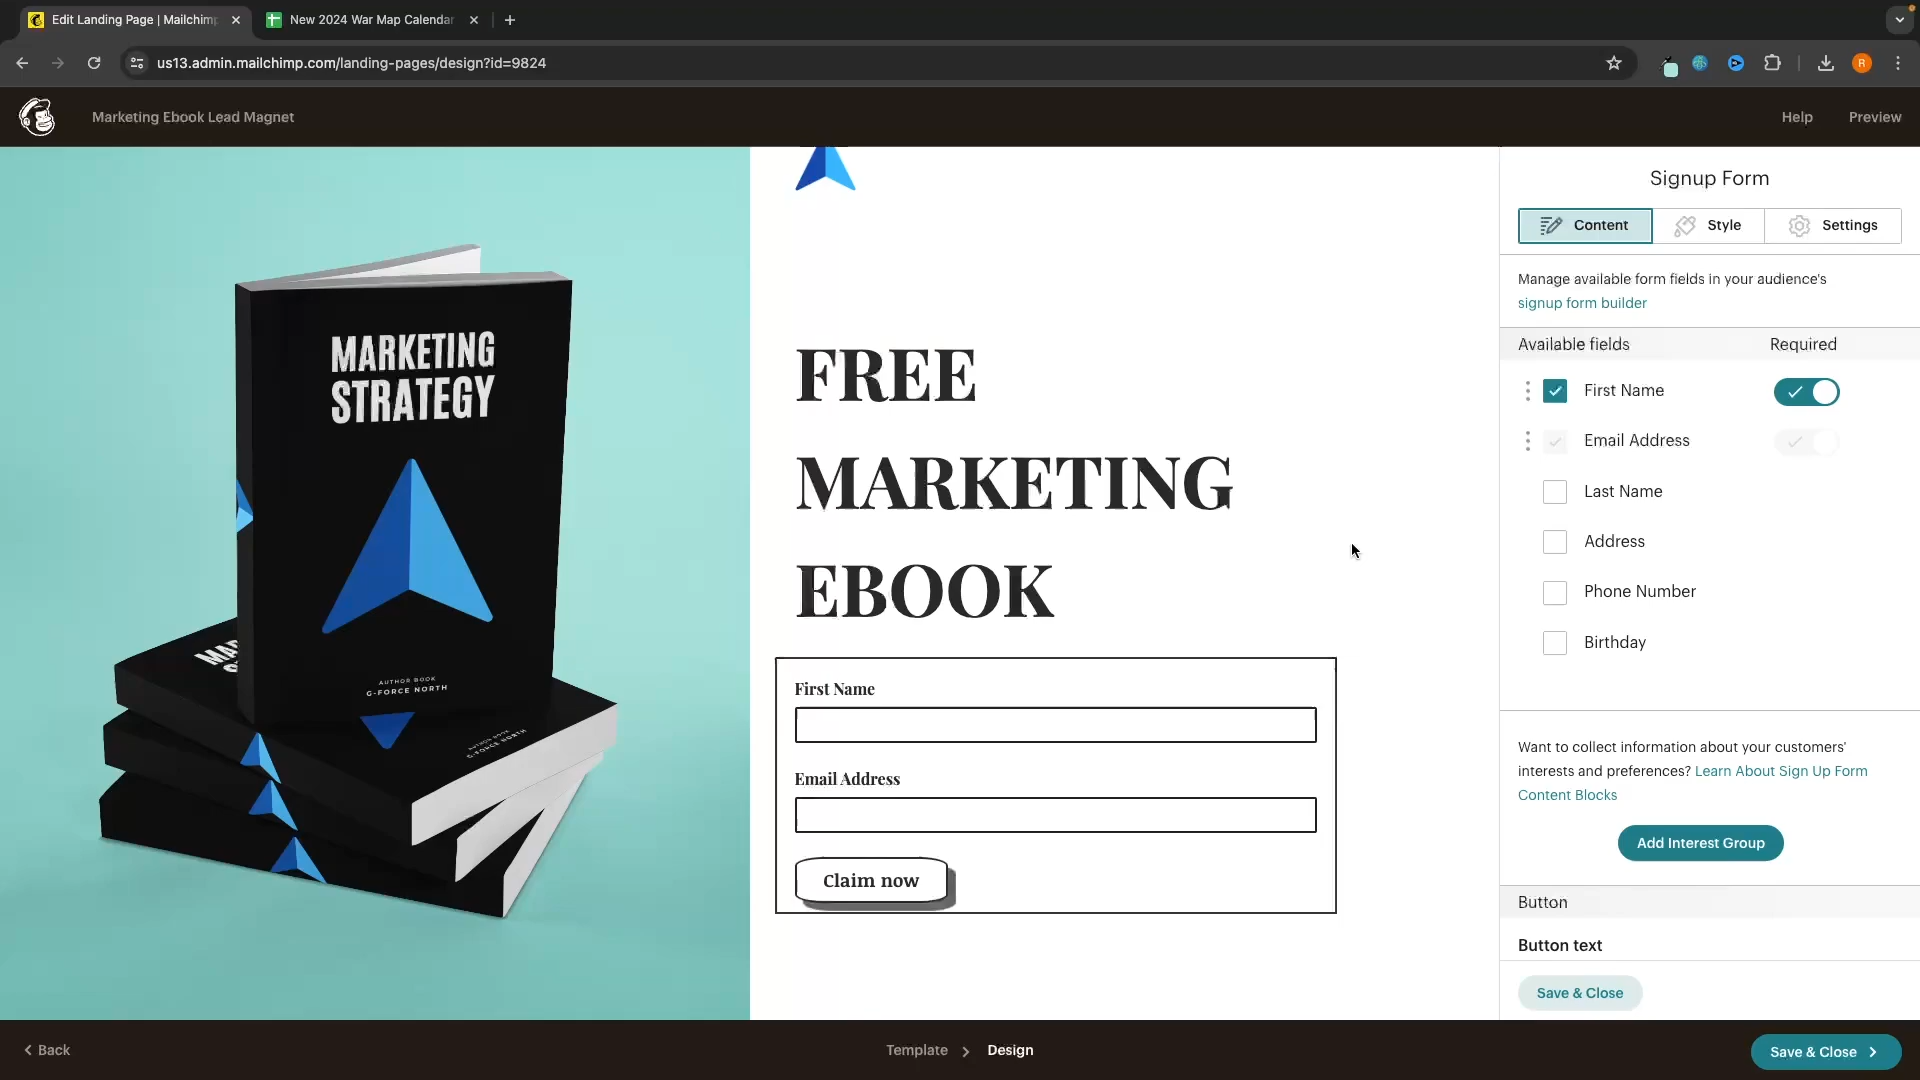 Edit Landing Page | Mailchimp
New 2024 War Map Calendar
us13.admin.mailchimp.com/landing-pages/design?id=9824
R
Marketing Ebook Lead Magnet
Help
Preview
MARKETING
STRATEGY
AUTHOR BOOK
G-FORCE NORTH
AUTHOR BOOK
G-FORCE NORTH
FREE
MARKETING
EBOOK
First Name
Email Address
Claim now
Signup Form
Content
Style
Settings
Manage available form fields in your audience's
signup form builder
Available fields
Required
First Name
Email Address
Last Name
Address
Phone Number
Birthday
Want to collect information about your customers'
interests and preferences? Learn About Sign Up Form
Content Blocks
Add Interest Group
Button
Button text
Save & Close
Back
Template
Design
Save & Close